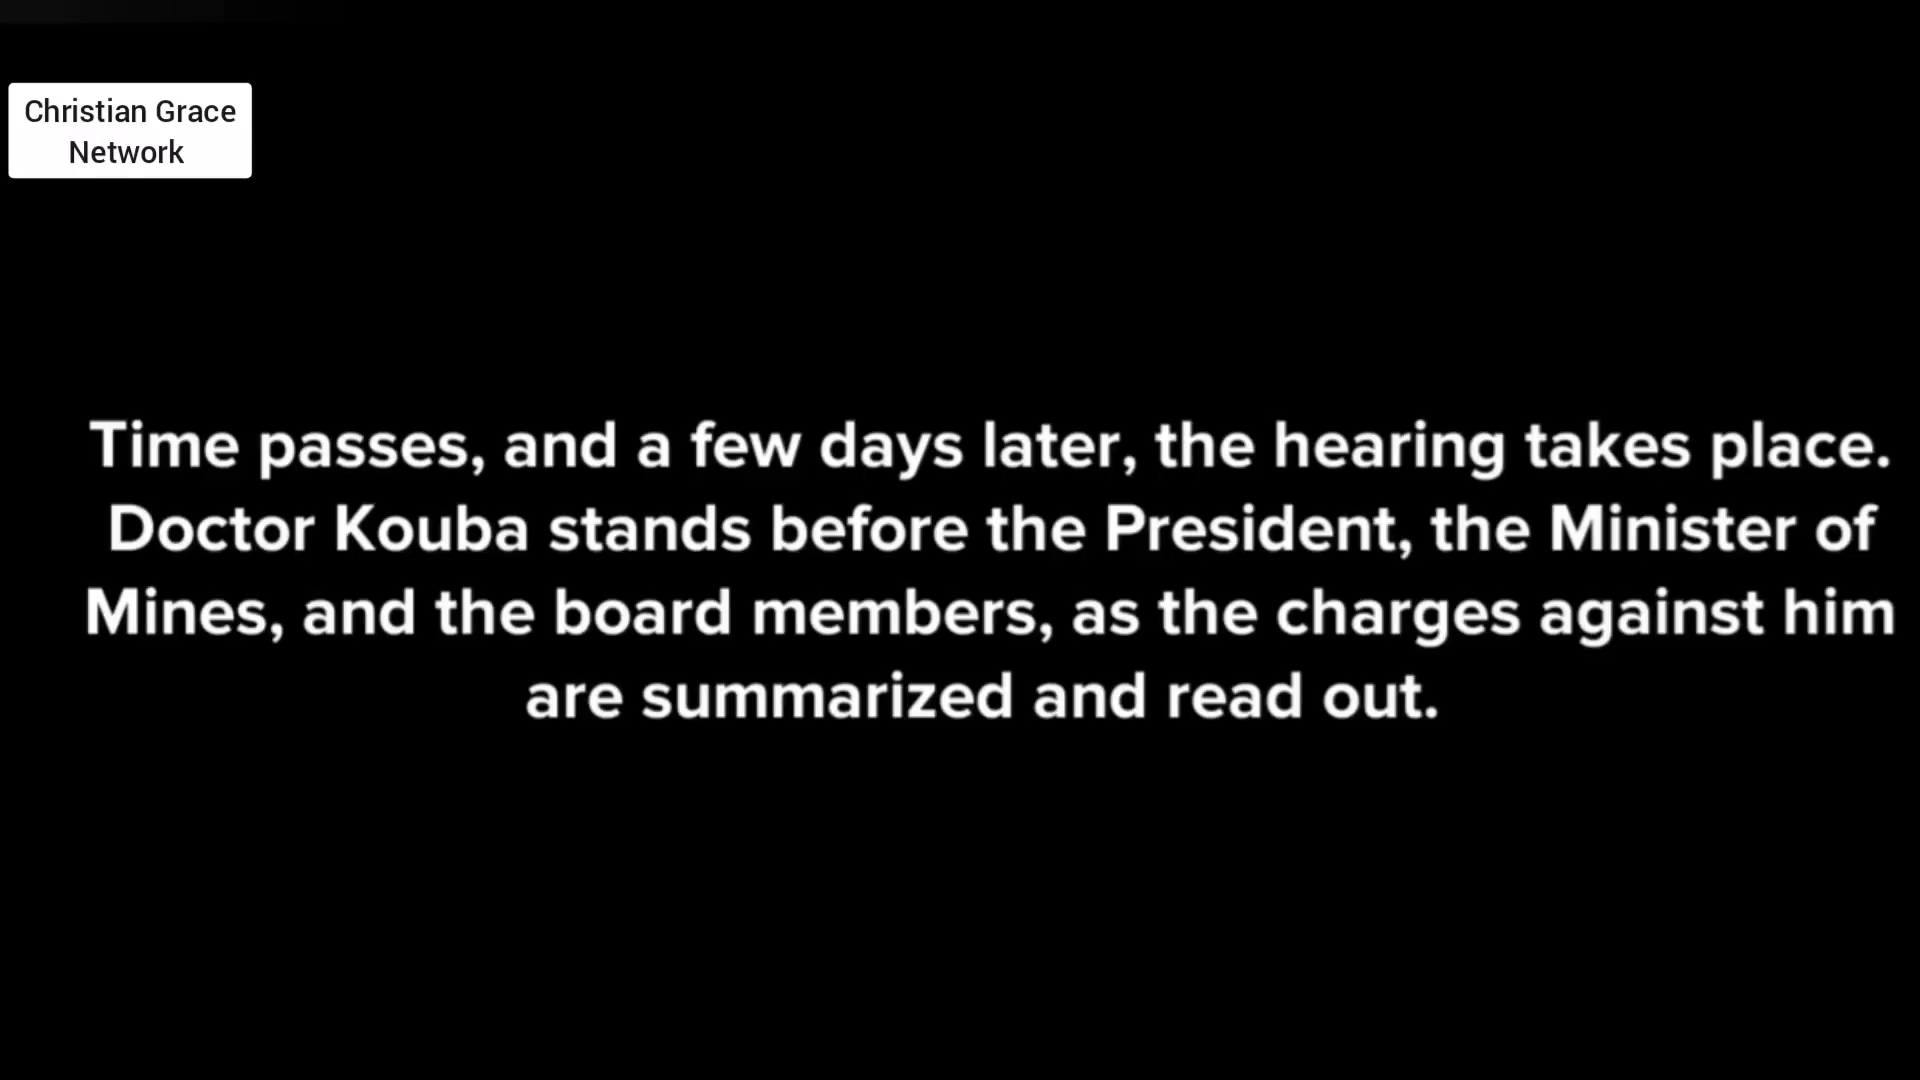 Christian Grace
Network
Time passes, and a few days later, the hearing takes place.
Doctor Kouba stands before the President, the Minister of
Mines, and the board members, as the charges against him
are summarized and read out.